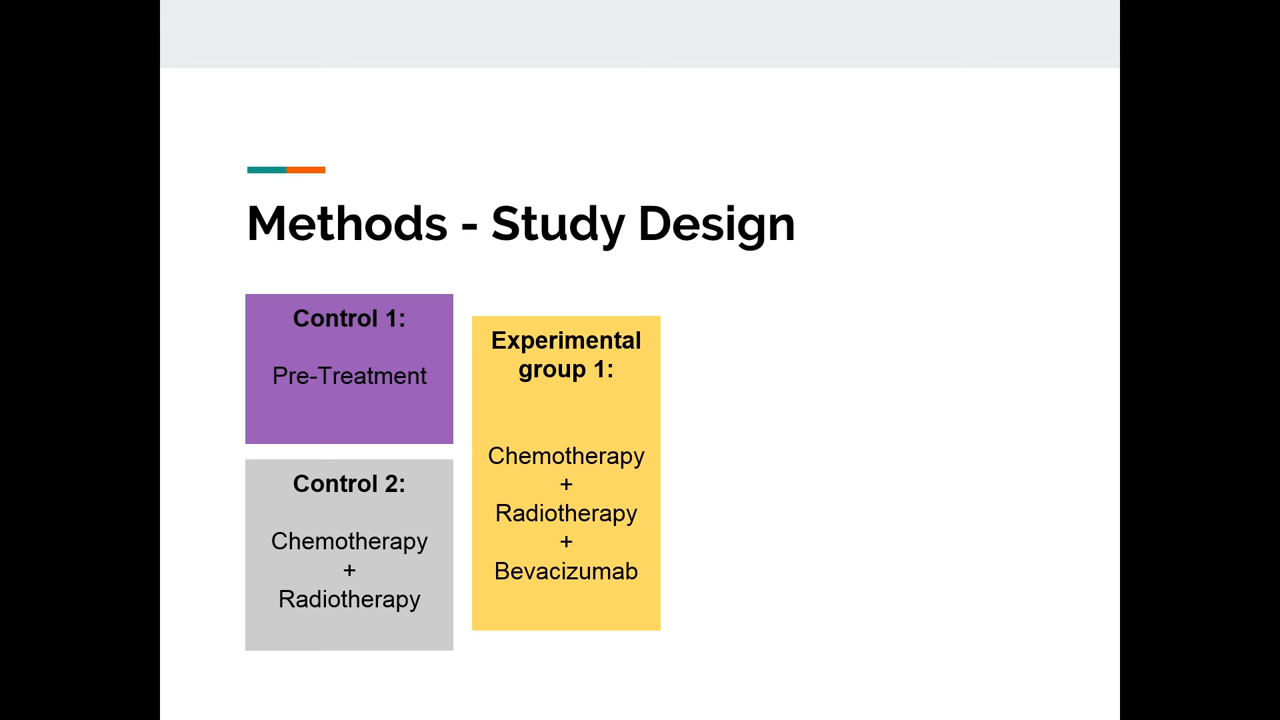 Methods - Study Design
Control 1:
Pre-Treatment
Control 2:
Chemotherapy
+
Radiotherapy
Experimental
group 1:
Chemotherapy
+
Radiotherapy
+
Bevacizumab